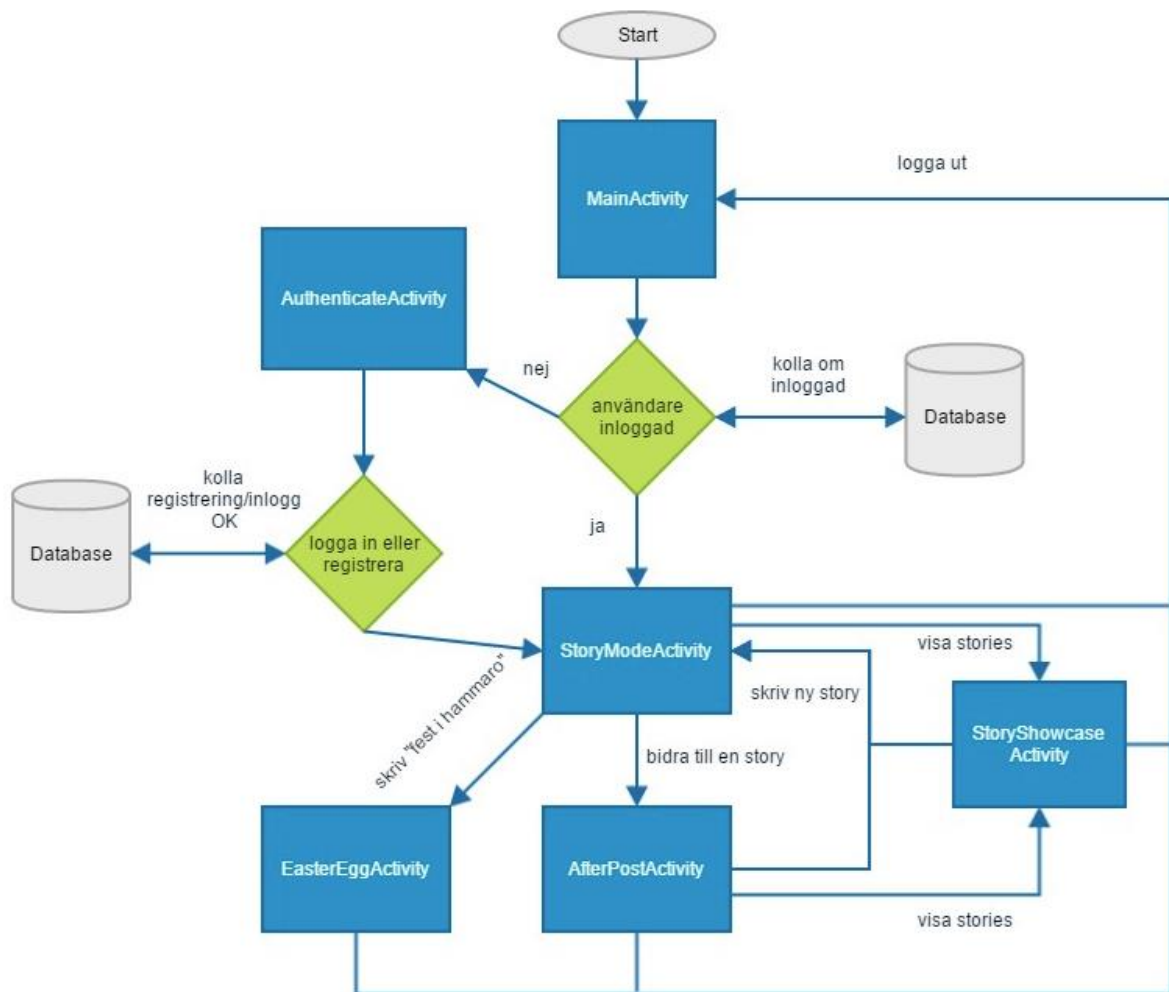 Start
MainActivity
logga ut
AuthenticateActivity
nej
användare
inloggad
kolla om
inloggad
Database
kolla
registrering/inlogg
OK
Database
logga in eller
registrera
ja
StoryModeActivity
visa stories
skriv ny story
StoryShowcase
Activity
skriv "fest i hammaro"
bidra till en story
EasterEggActivity
AfterPostActivity
visa stories